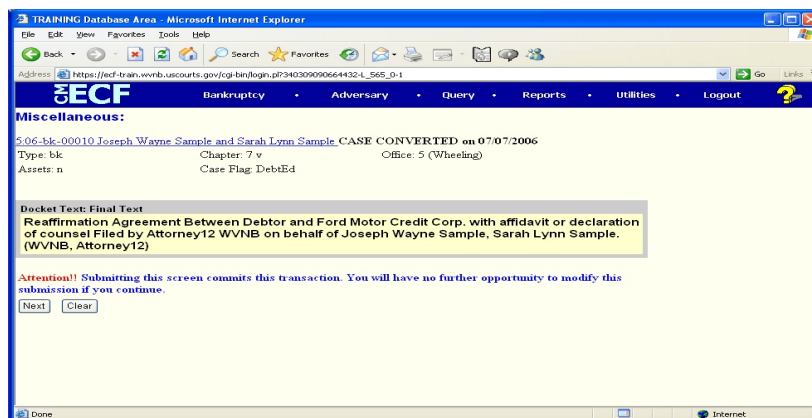 TRAINING Database Area - Microsoft Internet Explorer
File Edit View Favorites Tools Help
Back Search Favorites
Address https://ecf-train.wvnb.uscourts.gov/cgi-bin/login.pl?340309090664432-L_565_0-1 Go Links
CM ECF Bankruptcy • Adversary • Query • Reports • Utilities • Logout ?
Miscellaneous:
5:06-bk-00010 Joseph Wayne Sample and Sarah Lynn Sample CASE CONVERTED on 07/07/2006
Type: bk Chapter: 7 v Office: 5 (Wheeling)
Assets: n Case Flag: DebtEd
Docket Text: Final Text
Reaffirmation Agreement Between Debtor and Ford Motor Credit Corp. with affidavit or declaration
of counsel Filed by Attorney12 WVNB on behalf of Joseph Wayne Sample, Sarah Lynn Sample.
(WVNB, Attorney12)
Attention!! Submitting this screen commits this transaction. You will have no further opportunity to modify this
submission if you continue.
Next Clear
Done Internet